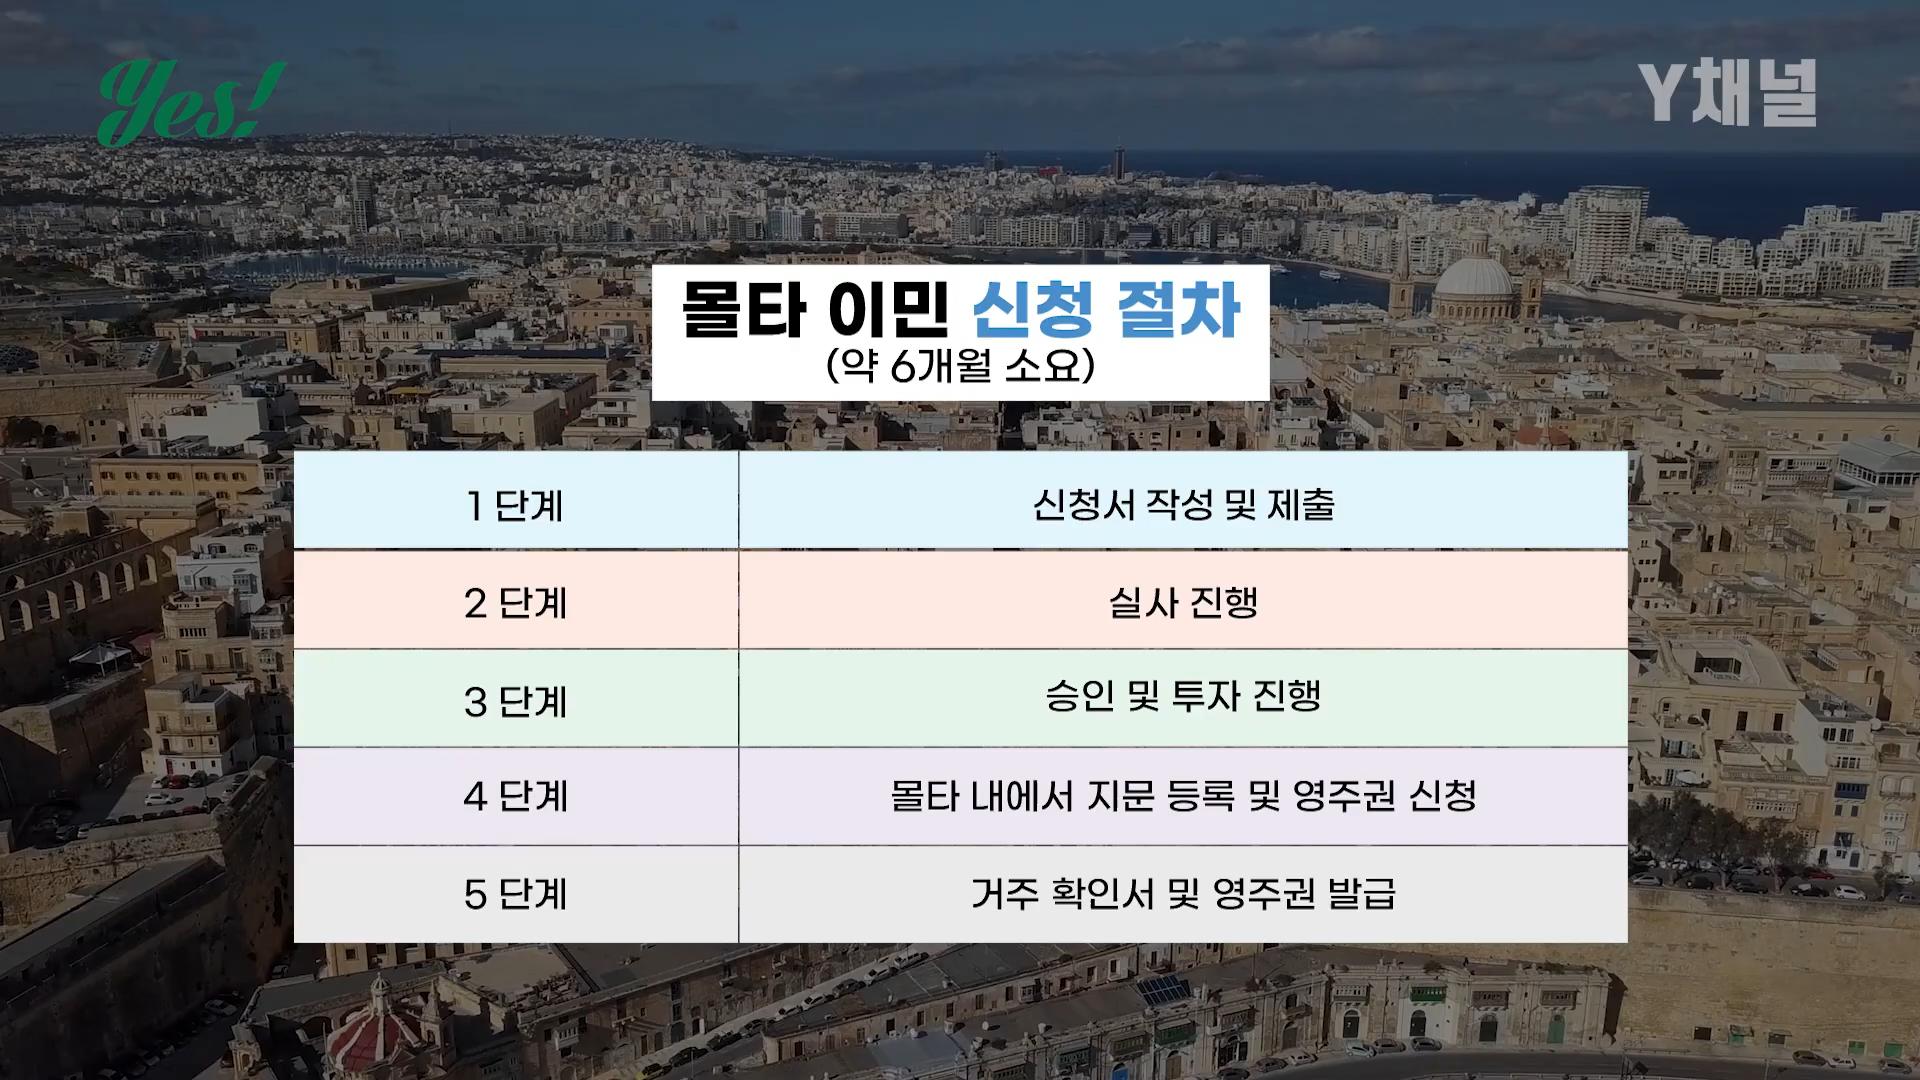 Yes!
Y채널
몰타 이민 신청 절차
(약 6개월 소요)
1 단계
신청서 작성 및 제출
2 단계
실사 진행
3 단계
승인 및 투자 진행
4 단계
몰타 내에서 지문 등록 및 영주권 신청
5 단계
거주 확인서 및 영주권 발급